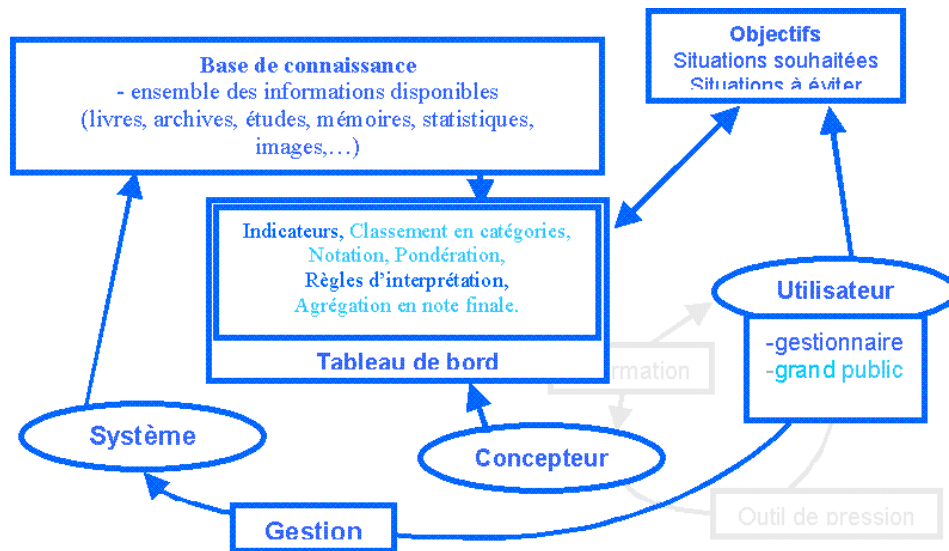 Base de connaissance
- ensemble des informations disponibles
(livres, archives, études, mémoires, statistiques,
images,…)
Objectifs
Situations souhaitées
Situations à éviter
Indicateurs, Classement en catégories,
Notation, Pondération,
Règles d'interprétation,
Agrégation en note finale.
Tableau de bord
Utilisateur
-gestionnaire
-grand public
Système
Concepteur
Gestion
Outil de pression